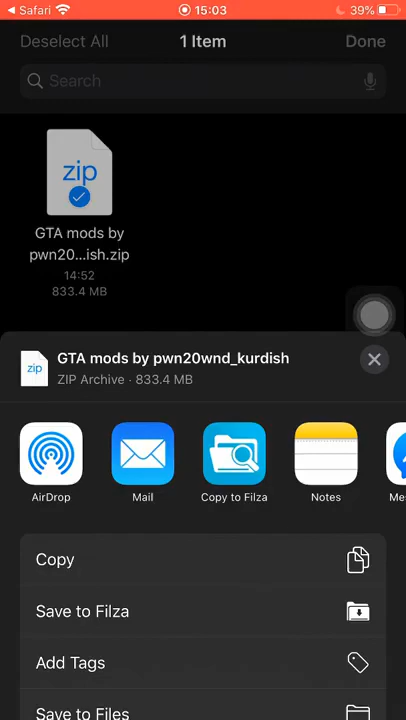 ◀ Safari 15:03 39%
Deselect All 1 Item Done
Search
zip
GTA mods by
pwn20...ish.zip
14:52
833.4 MB
zip
GTA mods by pwn20wnd_kurdish
ZIP Archive · 833.4 MB
AirDrop Mail Copy to Filza Notes Mes
Copy
Save to Filza
Add Tags
Save to Files